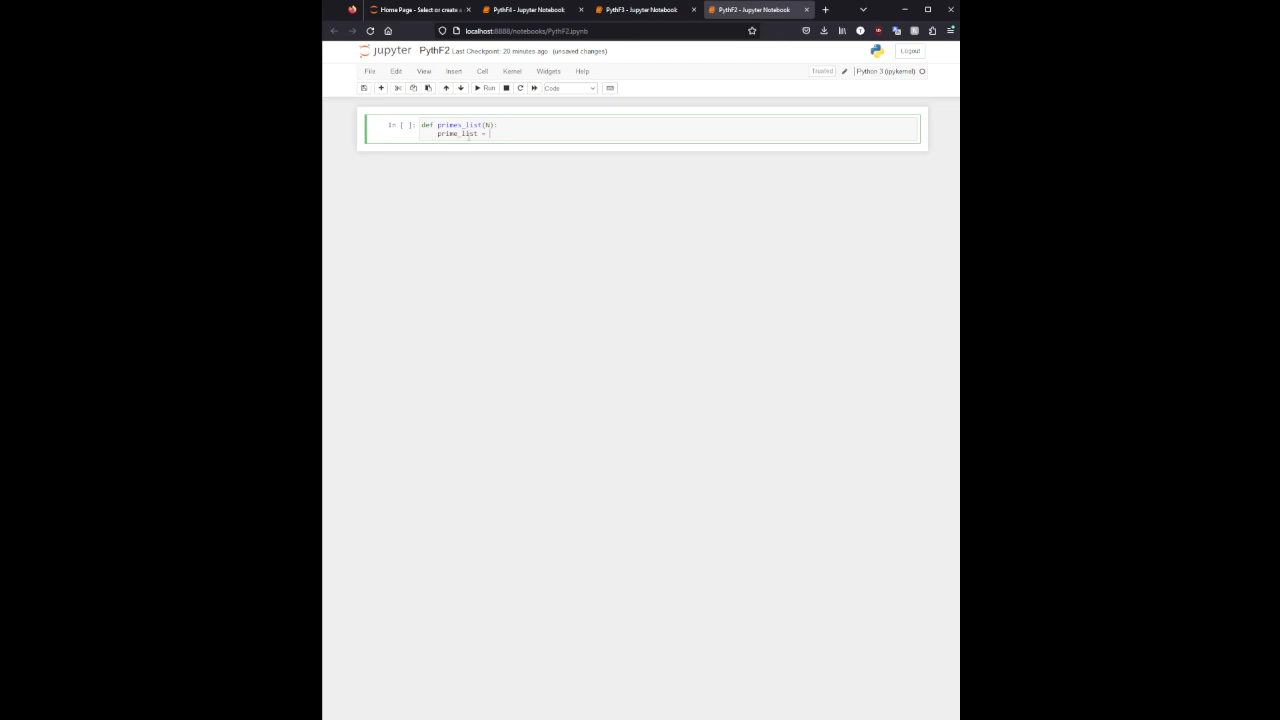 Home Page - Select or create a
PythF4 - Jupyter Notebook
PythF3 - Jupyter Notebook
PythF2 - Jupyter Notebook
localhost:8888/notebooks/PythF2.ipynb
jupyter PythF2 Last Checkpoint: 20 minutes ago (unsaved changes)
Logout
File Edit View Insert Cell Kernel Widgets Help
Trusted
Python 3 (ipykernel)
Run
Code
In [ ]: def primes_list(N):
prime_list =